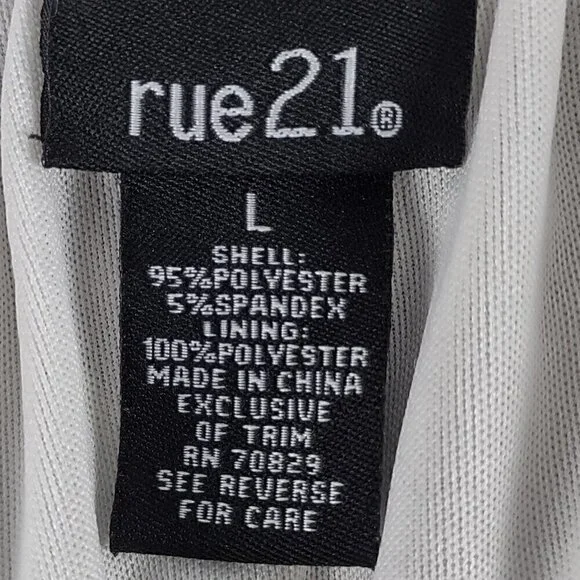 rue21®
L
SHELL:
95%POLYESTER
5%SPANDEX
LINING:
100%POLYESTER
MADE IN CHINA
EXCLUSIVE
OF TRIM
RN 70829
SEE REVERSE
FOR CARE